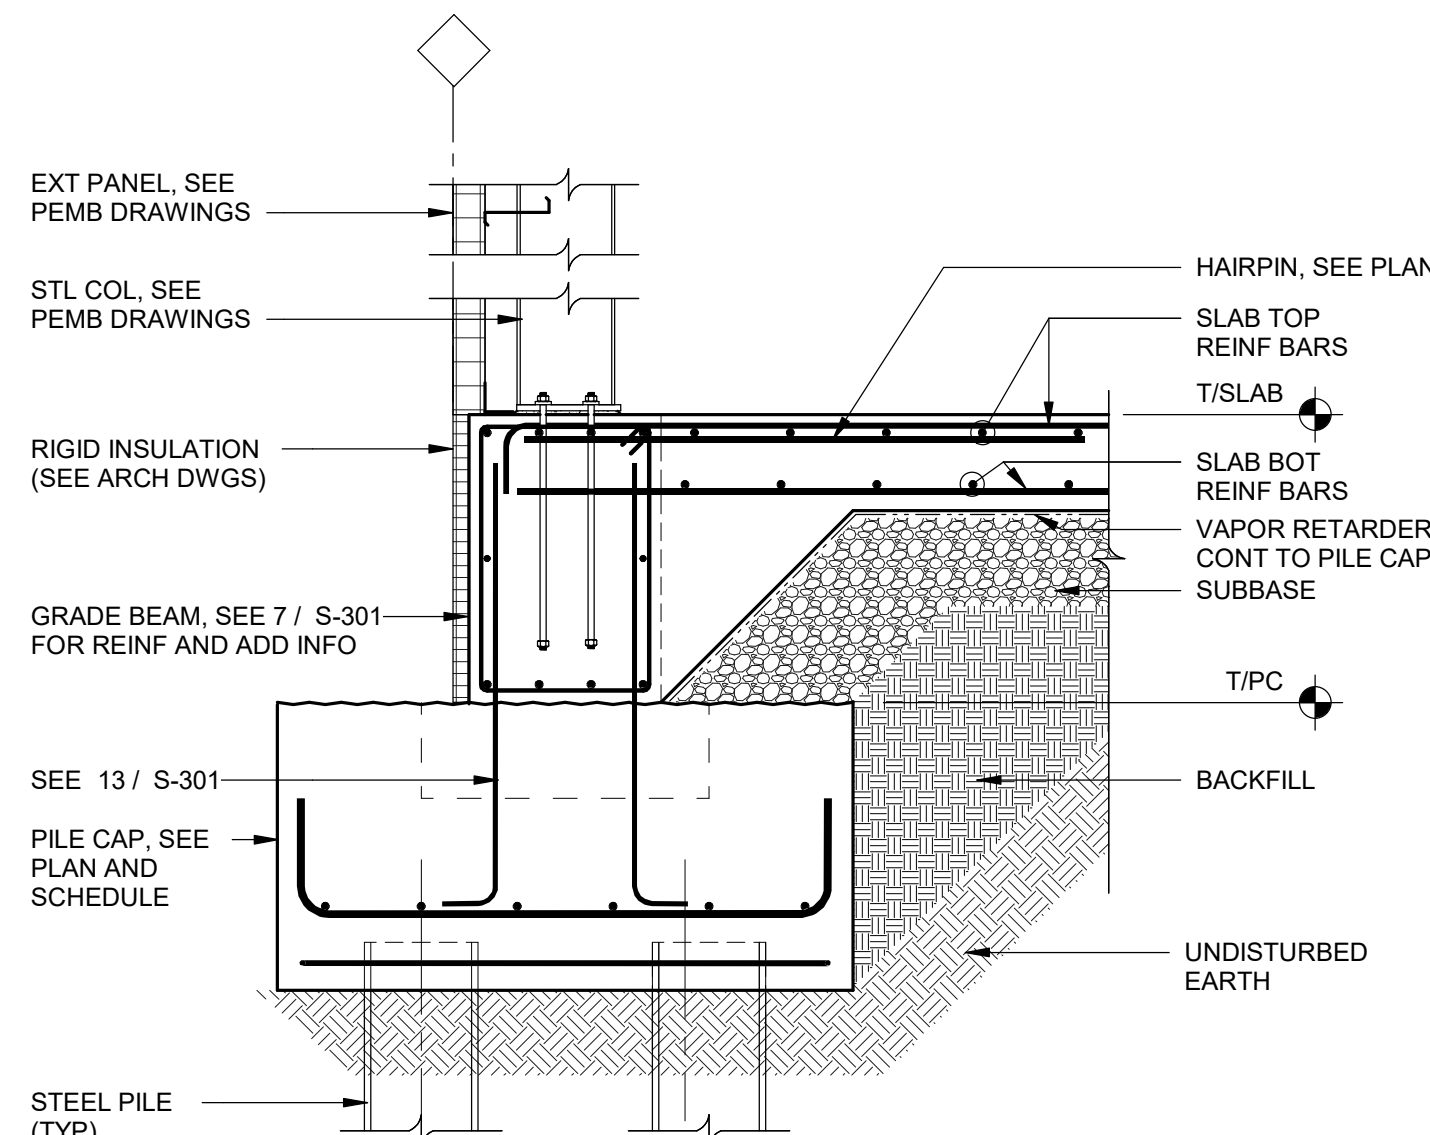 EXT PANEL, SEE
PEMB DRAWINGS
STL COL, SEE
PEMB DRAWINGS
RIGID INSULATION
(SEE ARCH DWGS)
GRADE BEAM, SEE 7 / S-301
FOR REINF AND ADD INFO
SEE 13 / S-301
PILE CAP, SEE
PLAN AND
SCHEDULE
STEEL PILE
(TYP)
HAIRPIN, SEE PLAN
SLAB TOP
REINF BARS
T/SLAB
SLAB BOT
REINF BARS
VAPOR RETARDER
CONT TO PILE CAP
SUBBASE
T/PC
BACKFILL
UNDISTURBED
EARTH